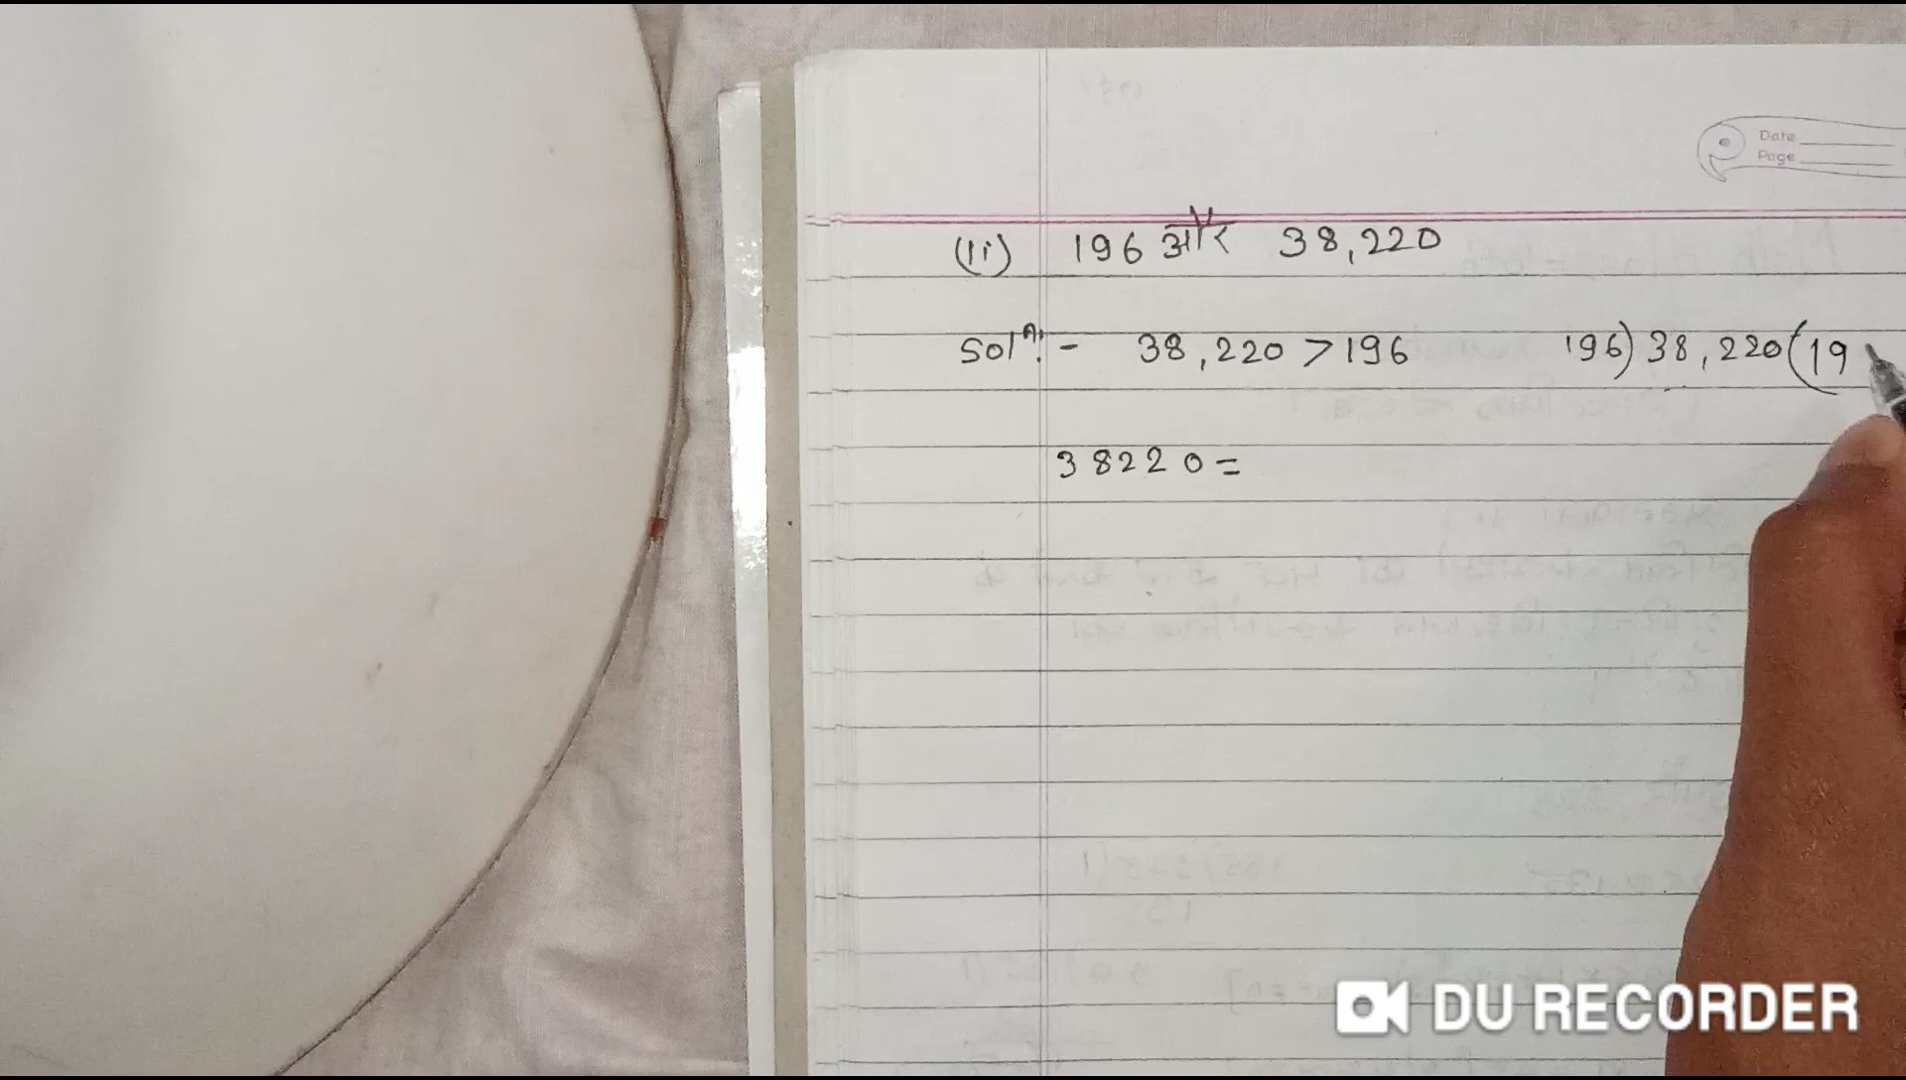 Date
Page
(ii) 196 और 38,220
Solⁿ:- 38,220 > 196 196) 38,220 (19
38220 =
DU RECORDER